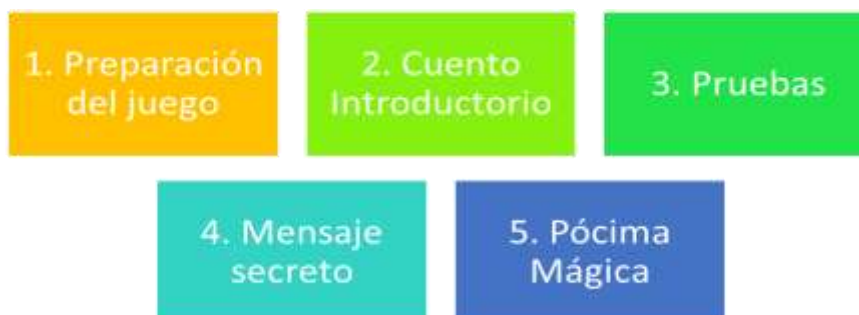 1. Preparación
del juego
2. Cuento
Introductorio
3. Pruebas
4. Mensaje
secreto
5. Pócima
Mágica